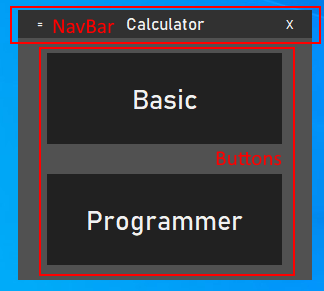 = NavBar Calculator X
Basic
Buttons
Programmer